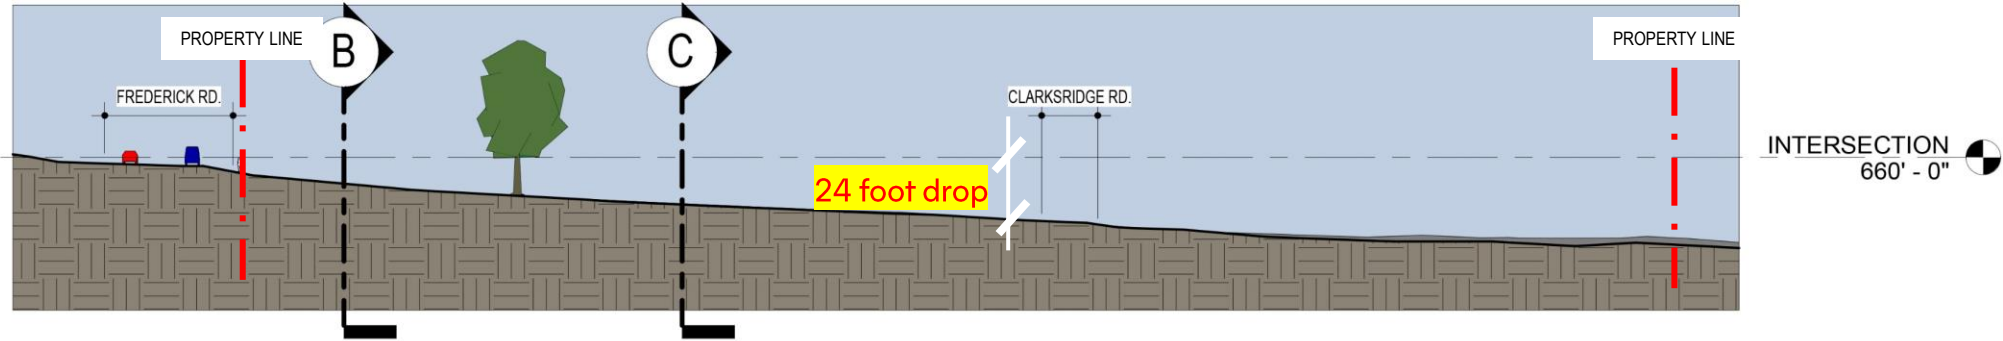 PROPERTY LINE
B
C
PROPERTY LINE
FREDERICK RD.
CLARKSRIDGE RD.
INTERSECTION
660' - 0"
24 foot drop